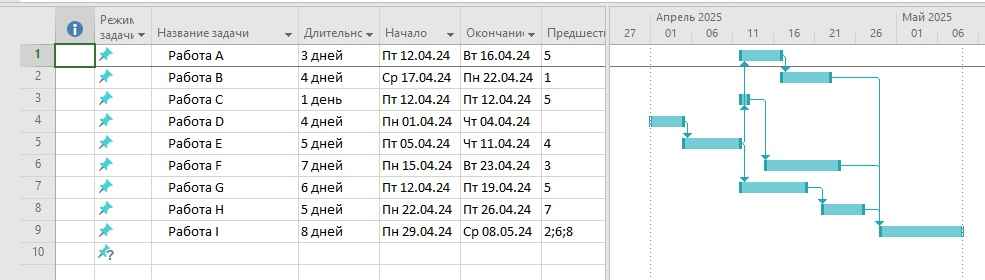 Апрель 2025 Май 2025
Режим задачи Название задачи Длительнс Начало Окончание Предшеств 27 01 06 11 16 21 26 01 06
1 Работа A 3 дней Пт 12.04.24 Вт 16.04.24 5
2 Работа B 4 дней Ср 17.04.24 Пн 22.04.24 1
3 Работа C 1 день Пт 12.04.24 Пт 12.04.24 5
4 Работа D 4 дней Пн 01.04.24 Чт 04.04.24
5 Работа E 5 дней Пт 05.04.24 Чт 11.04.24 4
6 Работа F 7 дней Пн 15.04.24 Вт 23.04.24 3
7 Работа G 6 дней Пт 12.04.24 Пт 19.04.24 5
8 Работа H 5 дней Пн 22.04.24 Пт 26.04.24 7
9 Работа I 8 дней Пн 29.04.24 Ср 08.05.24 2;6;8
10 ?